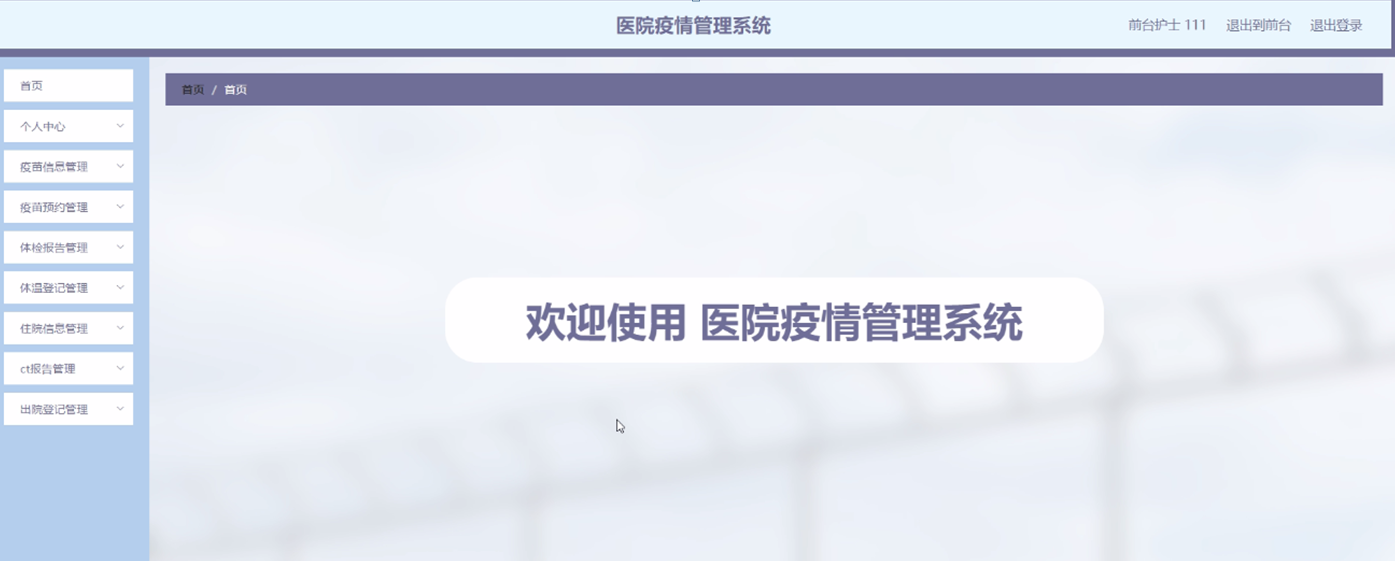 医院疫情管理系统
前台护士 111 退出到前台 退出登录
首页
个人中心
疫苗信息管理
疫苗预约管理
体检报告管理
体温登记管理
住院信息管理
ct报告管理
出院登记管理
首页 / 首页
欢迎使用 医院疫情管理系统